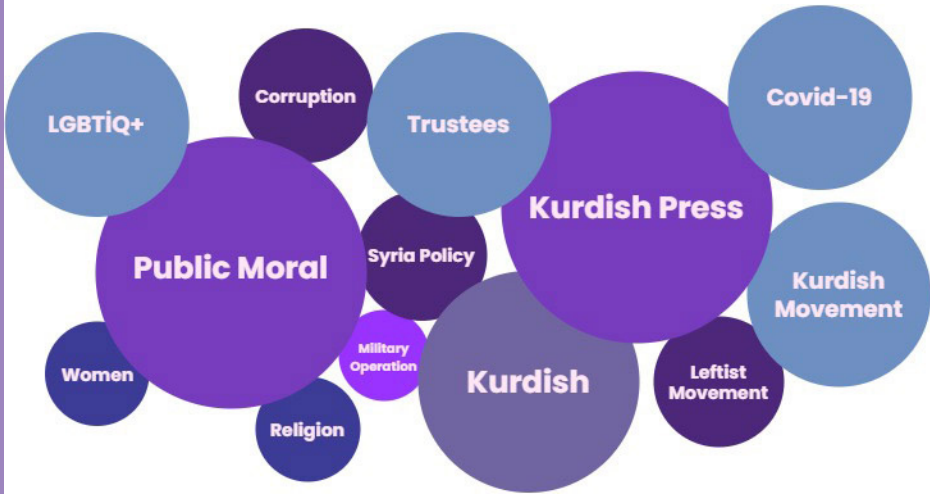 Corruption
Covid-19
LGBTİQ+
Trustees
Kurdish Press
Public Moral
Syria Policy
Kurdish
Movement
Military
Operation
Women
Kurdish
Leftist
Movement
Religion